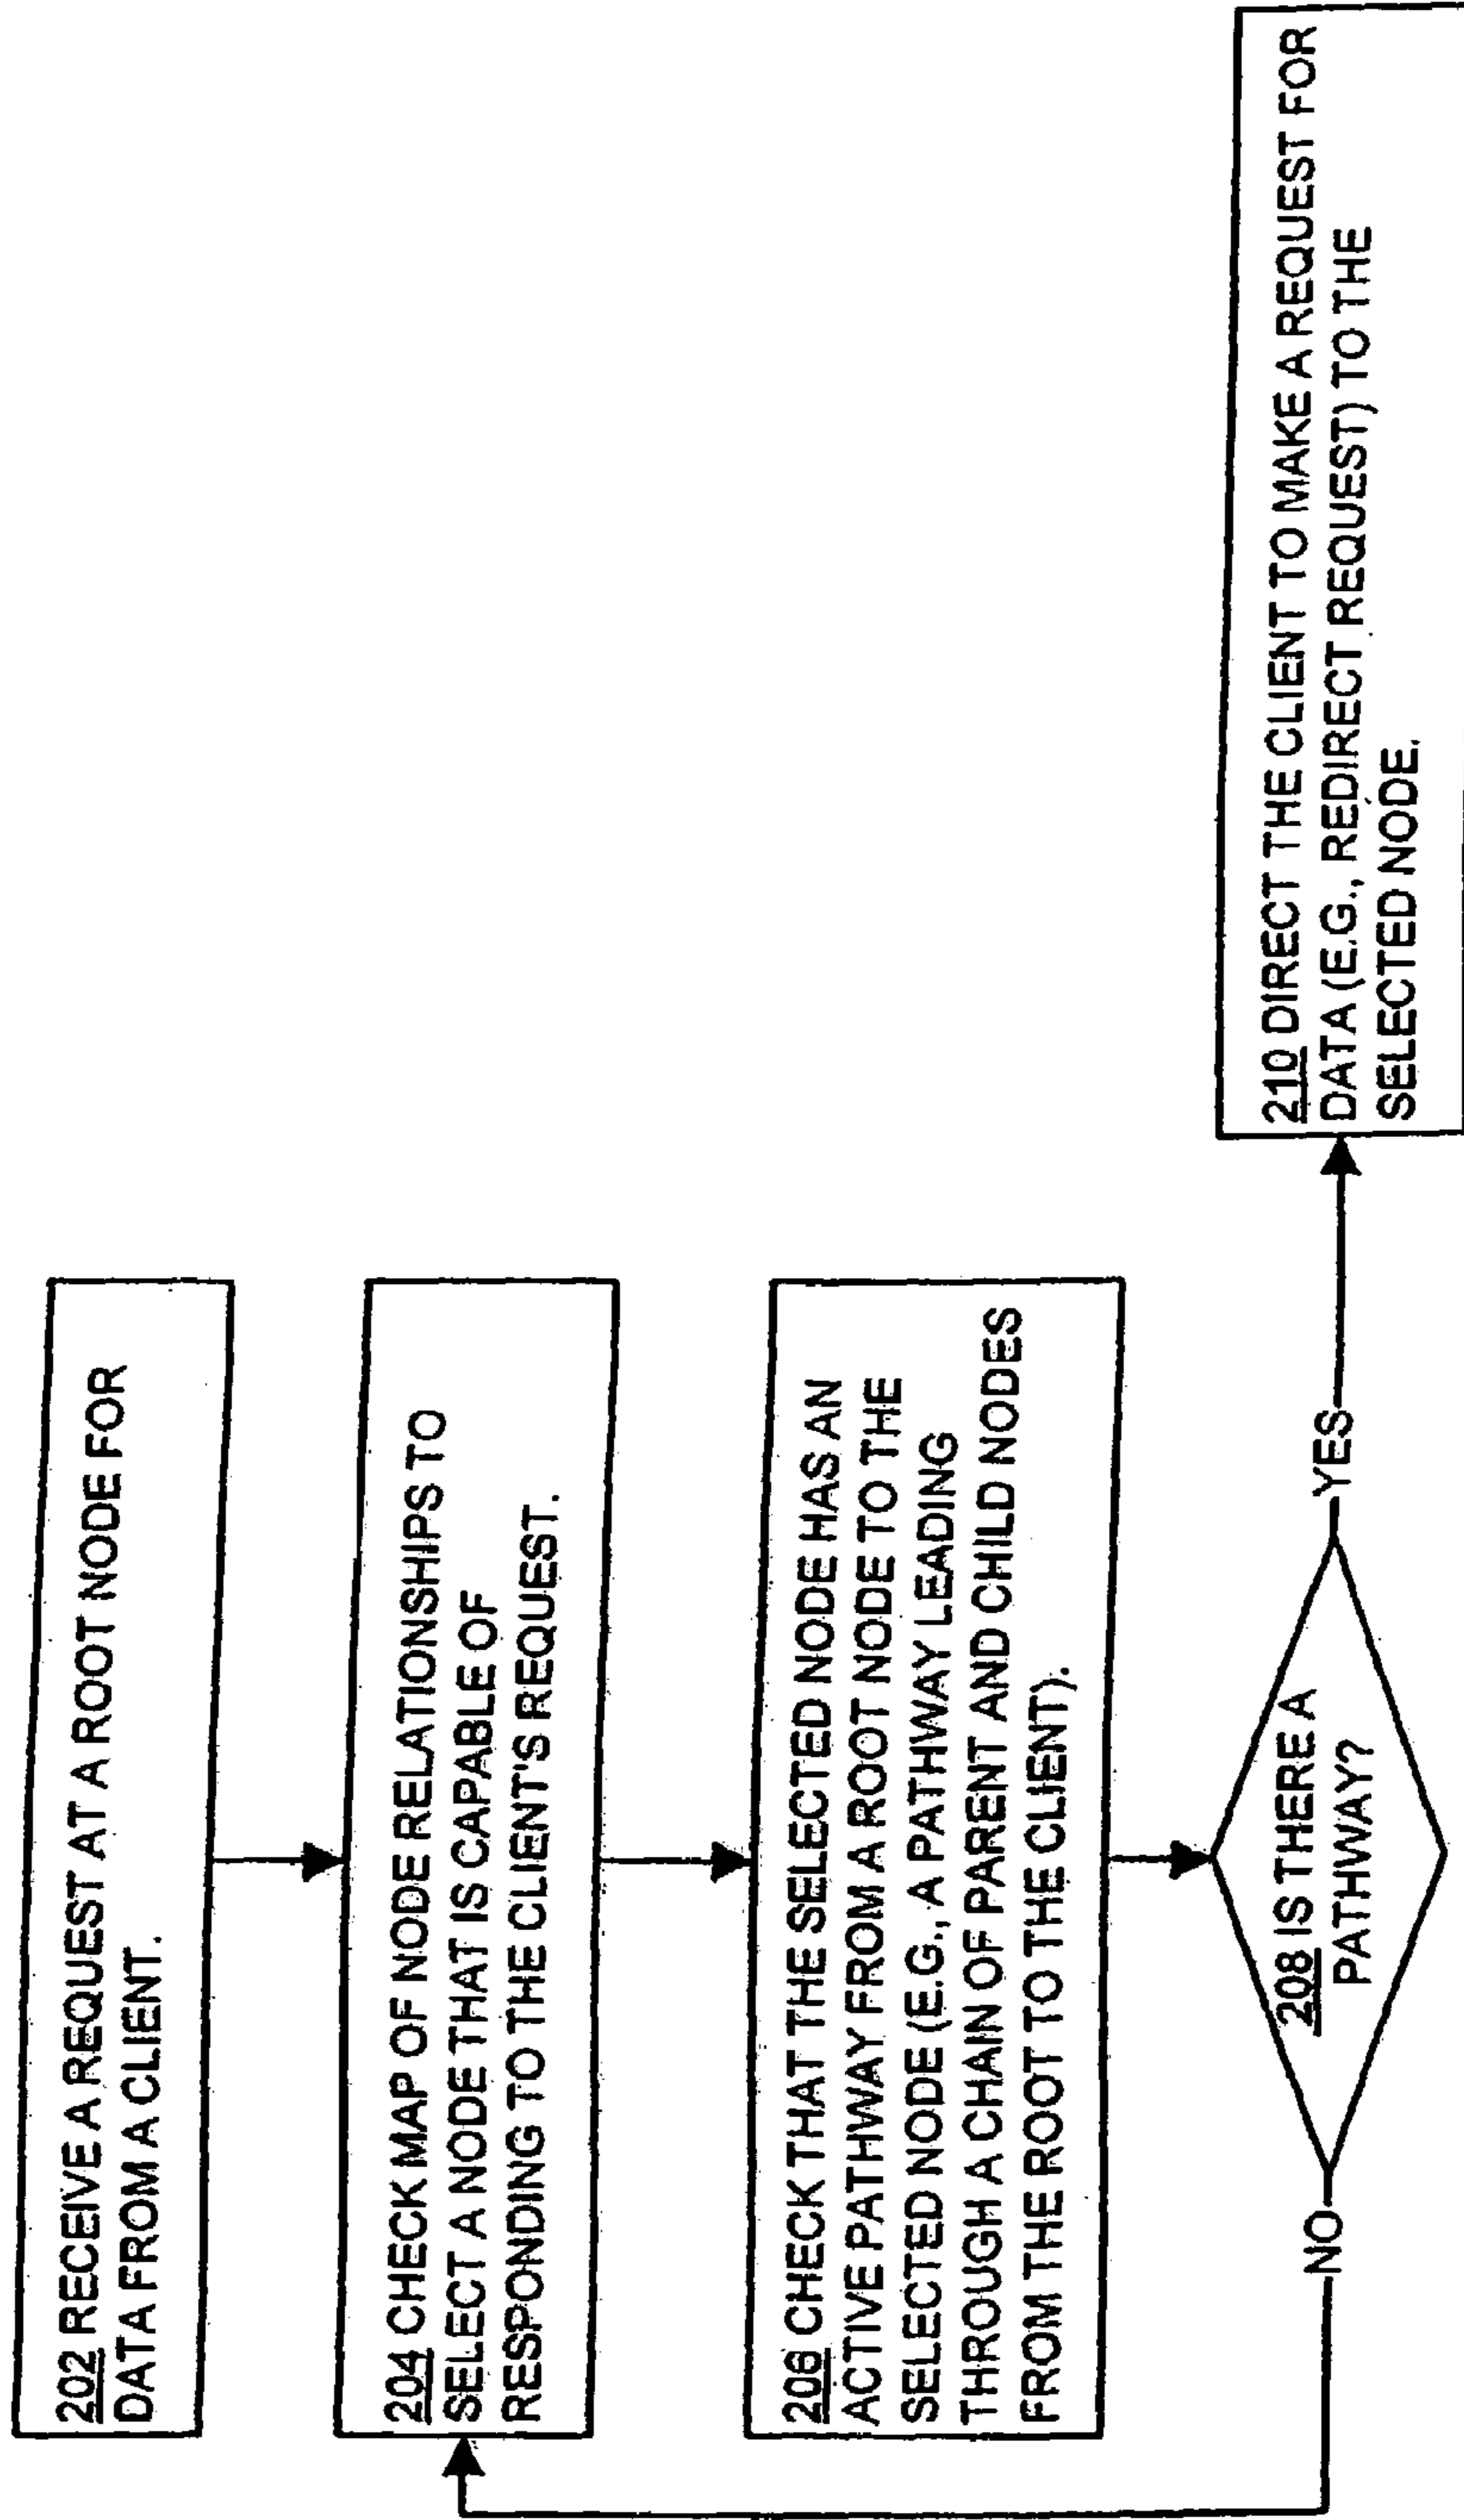 202 RECEIVE A REQUEST AT A ROOT NODE FOR
DATA FROM A CLIENT.
204 CHECK MAP OF NODE RELATIONSHIPS TO
SELECT A NODE THAT IS CAPABLE OF
RESPONDING TO THE CLIENT'S REQUEST.
206 CHECK THAT THE SELECTED NODE HAS AN
ACTIVE PATHWAY FROM A ROOT NODE TO THE
SELECTED NODE (E.G., A PATHWAY LEADING
THROUGH A CHAIN OF PARENT AND CHILD NODES
FROM THE ROOT TO THE CLIENT).
208 IS THERE A
PATHWAY?
NO
YES
210 DIRECT THE CLIENT TO MAKE A REQUEST FOR
DATA (E.G., REDIRECT REQUEST) TO THE
SELECTED NODE.